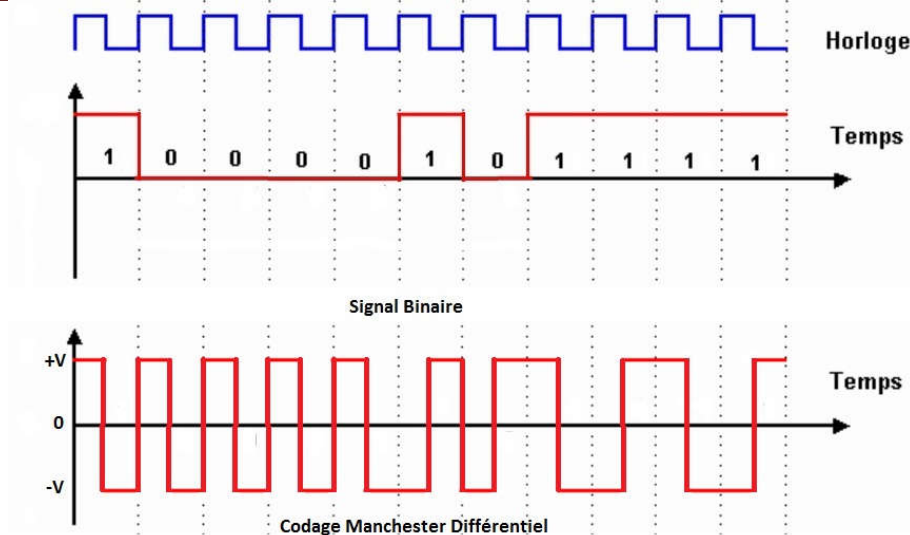 Horloge
Temps
1 0 0 0 0 1 0 1 1 1 1
Signal Binaire
+V
Temps
0
-V
Codage Manchester Différentiel